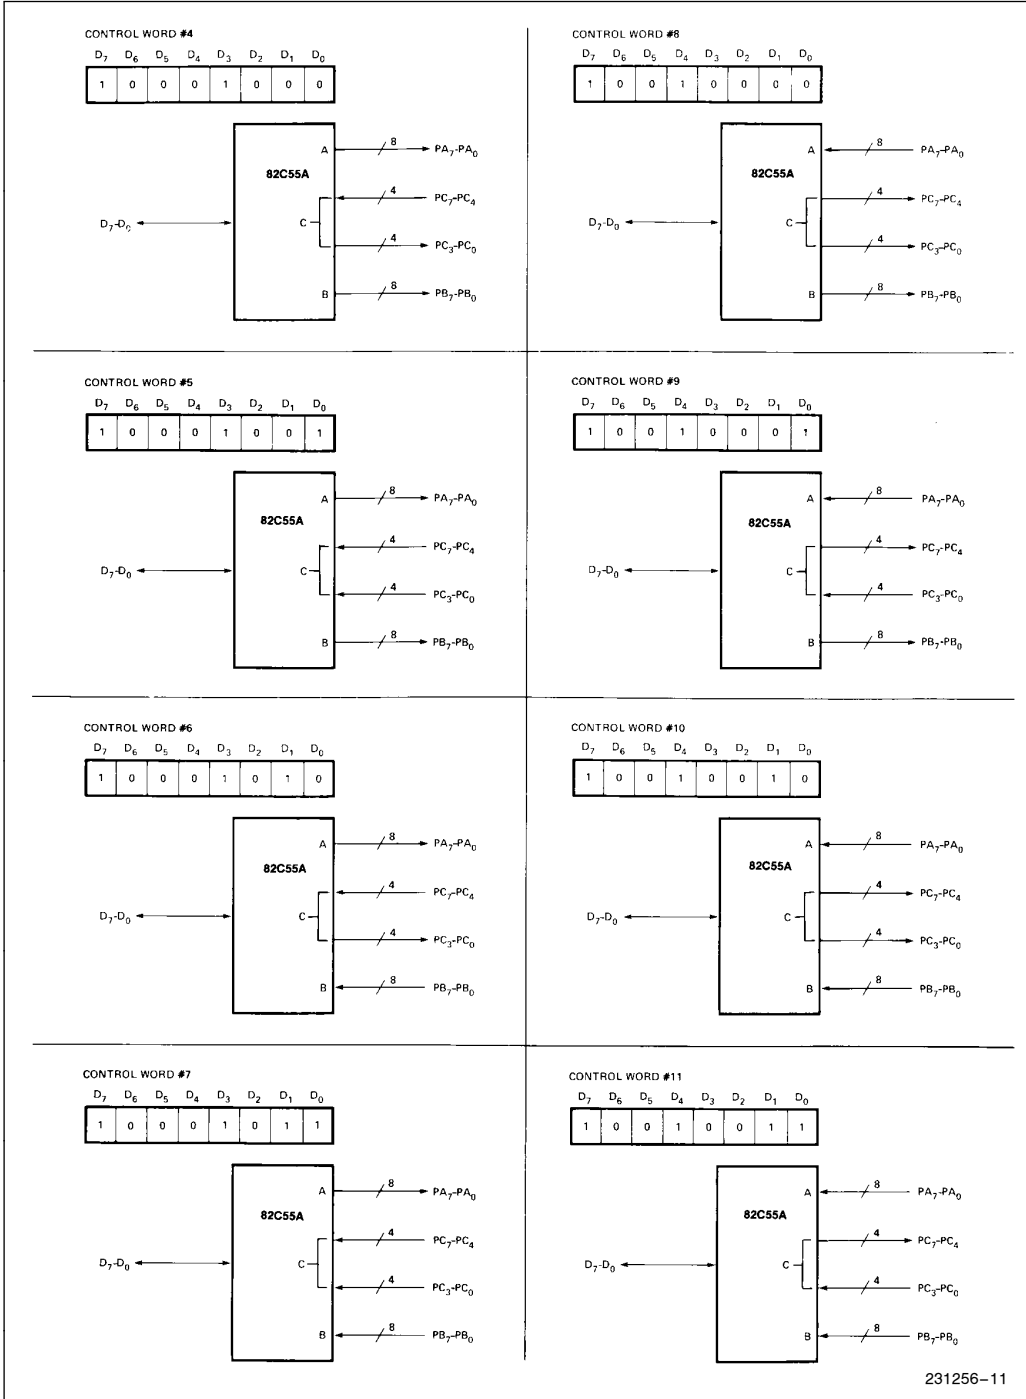 CONTROL WORD #4
D7 D6 D5 D4 D3 D2 D1 D0
1 0 0 0 1 0 0 0
A 8 PA7-PA0
82C55A
4 PC7-PC4
D7-D0 C
4 PC3-PC0
B 8 PB7-PB0
CONTROL WORD #5
D7 D6 D5 D4 D3 D2 D1 D0
1 0 0 0 1 0 0 1
A 8 PA7-PA0
82C55A
4 PC7-PC4
D7-D0 C
4 PC3-PC0
B 8 PB7-PB0
CONTROL WORD #6
D7 D6 D5 D4 D3 D2 D1 D0
1 0 0 0 1 0 1 0
A 8 PA7-PA0
82C55A
4 PC7-PC4
D7-D0 C
4 PC3-PC0
B 8 PB7-PB0
CONTROL WORD #7
D7 D6 D5 D4 D3 D2 D1 D0
1 0 0 0 1 0 1 1
A 8 PA7-PA0
82C55A
4 PC7-PC4
D7-D0 C
4 PC3-PC0
B 8 PB7-PB0
CONTROL WORD #8
D7 D6 D5 D4 D3 D2 D1 D0
1 0 0 1 0 0 0 0
A 8 PA7-PA0
82C55A
4 PC7-PC4
D7-D0 C
4 PC3-PC0
B 8 PB7-PB0
CONTROL WORD #9
D7 D6 D5 D4 D3 D2 D1 D0
1 0 0 1 0 0 0 1
A 8 PA7-PA0
82C55A
4 PC7-PC4
D7-D0 C
4 PC3-PC0
B 8 PB7-PB0
CONTROL WORD #10
D7 D6 D5 D4 D3 D2 D1 D0
1 0 0 1 0 0 1 0
A 8 PA7-PA0
82C55A
4 PC7-PC4
D7-D0 C
4 PC3-PC0
B 8 PB7-PB0
CONTROL WORD #11
D7 D6 D5 D4 D3 D2 D1 D0
1 0 0 1 0 0 1 1
A 8 PA7-PA0
82C55A
4 PC7-PC4
D7-D0 C
4 PC3-PC0
B 8 PB7-PB0
231256-11